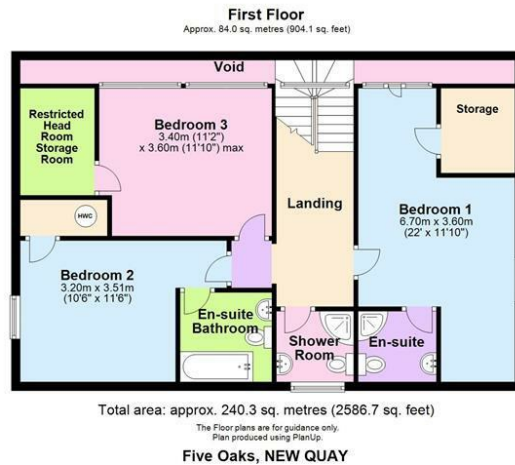 First Floor
Approx. 84.0 sq. metres (904.1 sq. feet)
Void
Restricted
Head
Room
Storage
Room
Bedroom 3
3.40m (11'2")
x 3.60m (11'10") max
Storage
Landing
Bedroom 1
6.70m x 3.60m
(22' x 11'10")
HWC
Bedroom 2
3.20m x 3.51m
(10'6" x 11'6")
En-suite
Bathroom
Shower
Room
En-suite
Total area: approx. 240.3 sq. metres (2586.7 sq. feet)
The Floor plans are for guidance only.
Plan produced using PlanUp.
Five Oaks, NEW QUAY